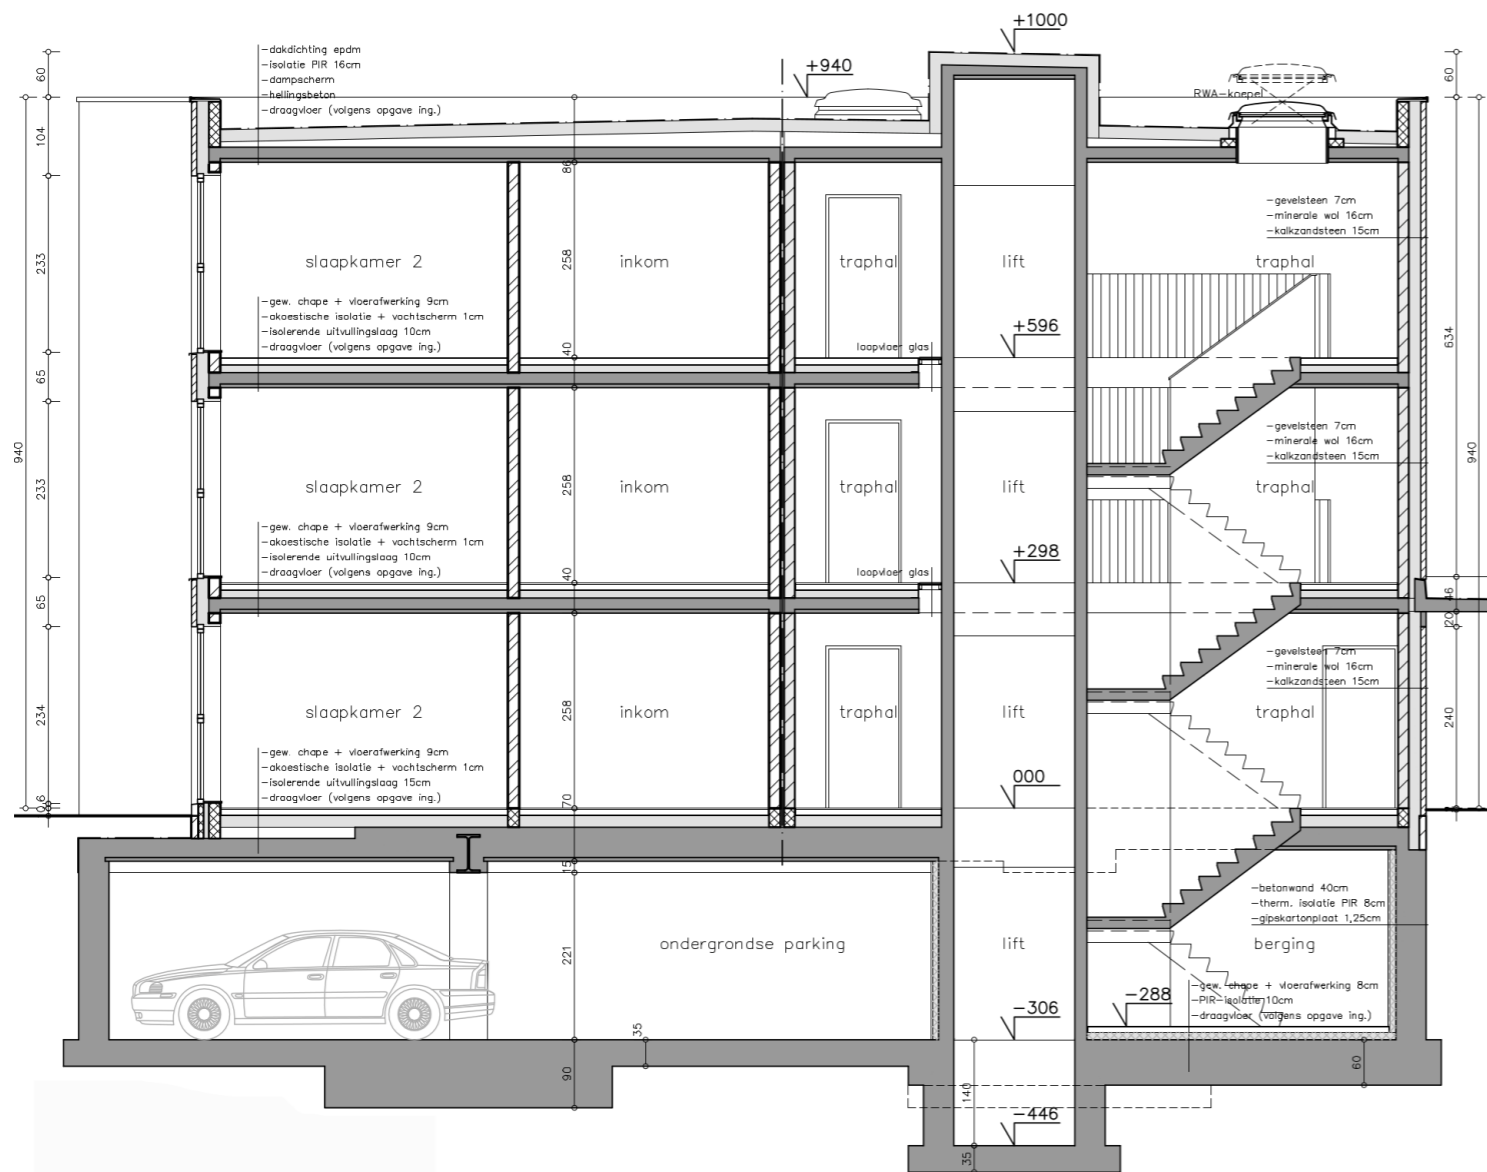 +1000
-dakdichting epdm
-isolatie PIR 16cm
-dampscherm
-hellingsbeton
-draagvloer (volgens opgave ing.)
+940
RWA-koepel
60
60
104
86
-gevelsteen 7cm
-minerale wol 16cm
-kalkzandsteen 15cm
233
slaapkamer 2
258
inkom
traphal
lift
traphal
-gew. chape + vloerafwerking 9cm
-akoestische isolatie + vochtscherm 1cm
-isolerende uitvullingslaag 10cm
-draagvloer (volgens opgave ing.)
+596
634
40
loopvloer glas
65
940
940
-gevelsteen 7cm
-minerale wol 16cm
-kalkzandsteen 15cm
233
slaapkamer 2
258
inkom
traphal
lift
traphal
-gew. chape + vloerafwerking 9cm
-akoestische isolatie + vochtscherm 1cm
-isolerende uitvullingslaag 10cm
-draagvloer (volgens opgave ing.)
+298
40
loopvloer glas
65
46
20
-gevelsteen 7cm
-minerale wol 16cm
-kalkzandsteen 15cm
234
slaapkamer 2
258
inkom
traphal
lift
traphal
240
-gew. chape + vloerafwerking 9cm
-akoestische isolatie + vochtscherm 1cm
-isolerende uitvullingslaag 15cm
-draagvloer (volgens opgave ing.)
000
70
6
15
-betonwand 40cm
-therm. isolatie PIR 8cm
-gipskartonplaat 1,25cm
221
ondergrondse parking
lift
berging
-gew. chape + vloerafwerking 8cm
-PIR-isolatie 10cm
-draagvloer (volgens opgave ing.)
-288
-306
35
90
140
60
-446
35